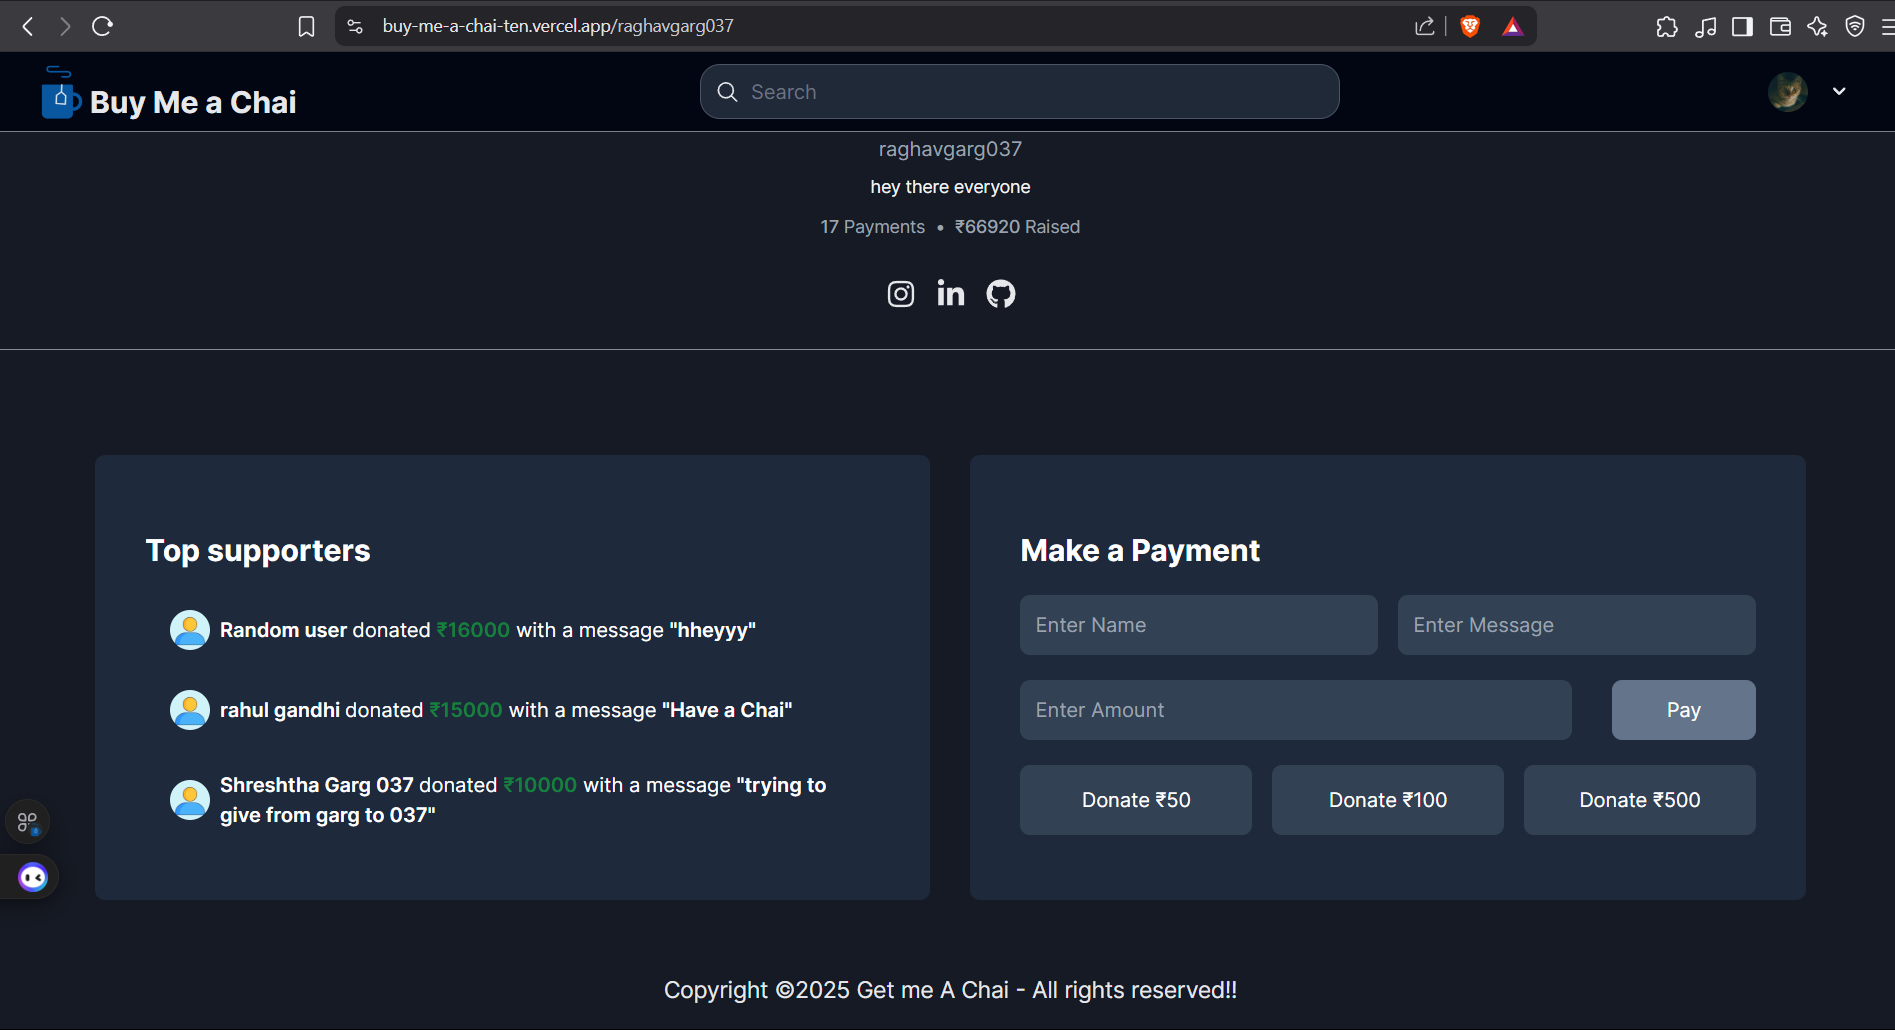 buy-me-a-chai-ten.vercel.app/raghavgarg037
Buy Me a Chai
Search
raghavgarg037
hey there everyone
17 Payments • ₹66920 Raised
Top supporters
Random user donated ₹16000 with a message "hheyyy"
rahul gandhi donated ₹15000 with a message "Have a Chai"
Shreshtha Garg 037 donated ₹10000 with a message "trying to
give from garg to 037"
Make a Payment
Enter Name
Enter Message
Enter Amount
Pay
Donate ₹50
Donate ₹100
Donate ₹500
Copyright ©2025 Get me A Chai - All rights reserved!!